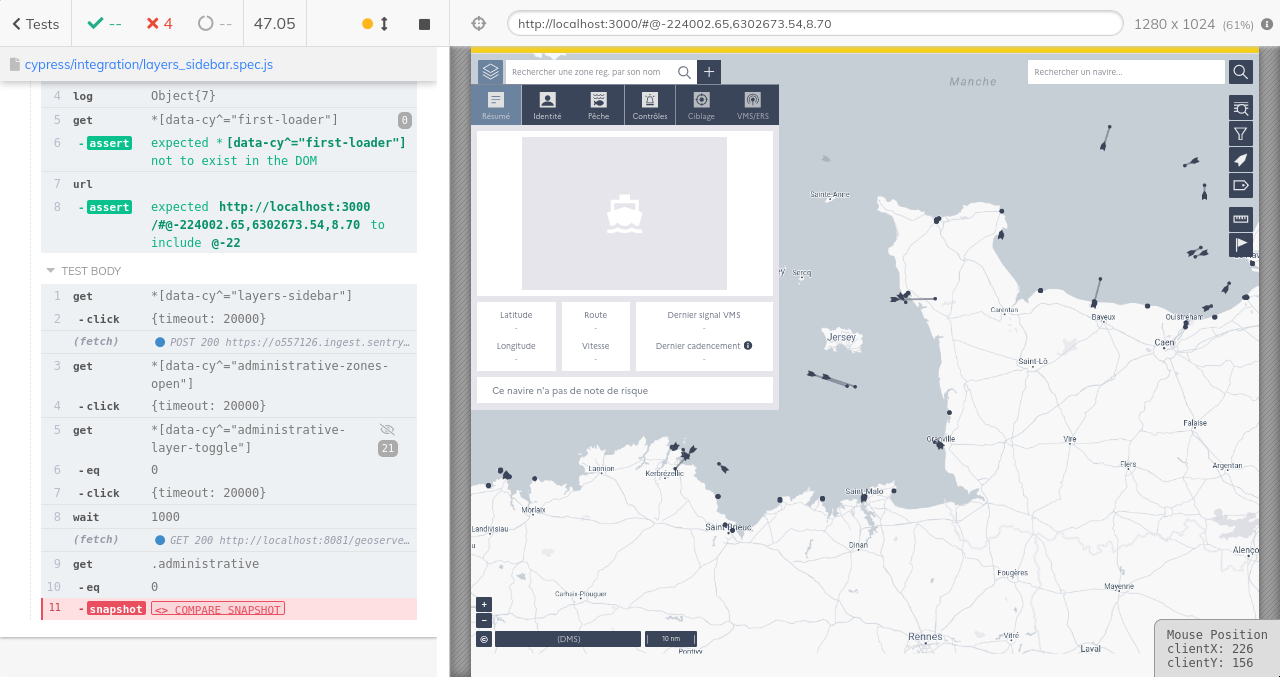 Tests
--
4
--
47.05
http://localhost:3000/#@-224002.65,6302673.54,8.70
1280 x 1024 (61%)
cypress/integration/layers_sidebar.spec.js
4 log Object{7}
5 get *[data-cy^="first-loader"] 0
6 -assert expected *[data-cy^="first-loader"]
not to exist in the DOM
7 url
8 -assert expected http://localhost:3000
/#@-224002.65,6302673.54,8.70 to
include @-22
TEST BODY
1 get *[data-cy^="layers-sidebar"]
2 -click {timeout: 20000}
(fetch) POST 200 https://o557126.ingest.sentry…
3 get *[data-cy^="administrative-zones-
open"]
4 -click {timeout: 20000}
5 get *[data-cy^="administrative-
layer-toggle"] 21
6 -eq 0
7 -click {timeout: 20000}
8 wait 1000
(fetch) GET 200 http://localhost:8081/geoserve…
9 get .administrative
10 -eq 0
11 -snapshot <> COMPARE SNAPSHOT
Rechercher une zone reg. par son nom
+
Rechercher un navire...
Résumé
Identité
Pêche
Contrôles
Ciblage
VMS/ERS
Latitude
-
Longitude
-
Route
-
Vitesse
-
Dernier signal VMS
-
Dernier cadencement
-
Ce navire n'a pas de note de risque
Manche
Sainte-Anne
Sercq
Jersey
Carentan
Bayeux
Ouistreham
Caen
Saint-Lô
Granville
Vire
Falaise
Flers
Argentan
Lannion
Kerbrézellic
Morlaix
Landivisiau
Saint-Brieuc
Saint-Malo
Dinan
Alenço
Fougères
Mayenne
Carhaix-Plouguer
Rennes
Vitré
Laval
Pontivy
+
−
©
(DMS)
10 nm
Mouse Position
clientX: 226
clientY: 156